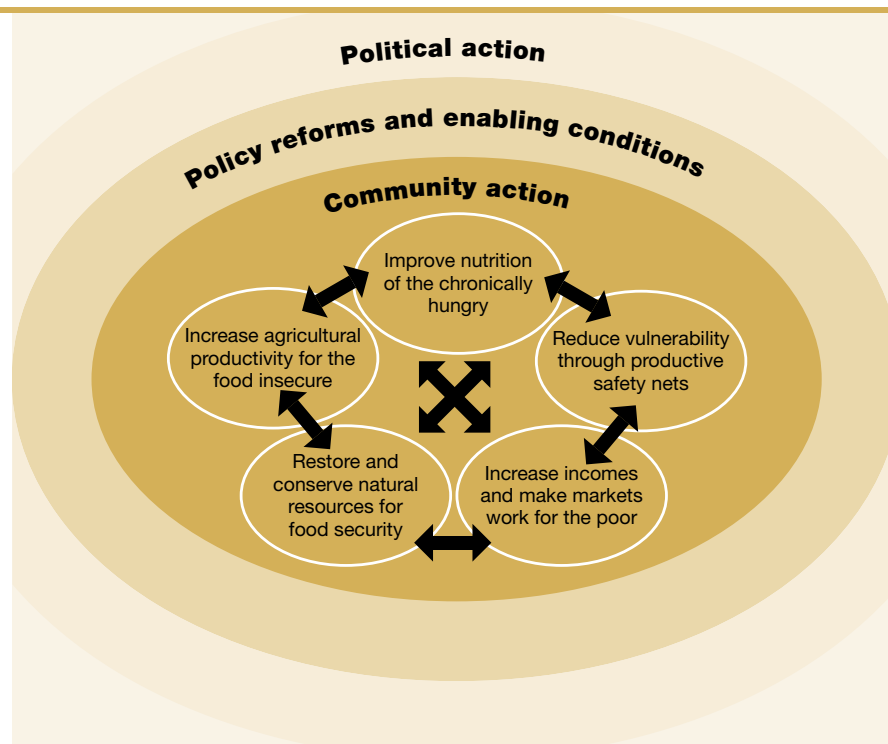 Political action
Policy reforms and enabling conditions
Community action
Improve nutrition
of the chronically
hungry
Increase agricultural
productivity for the
food insecure
Reduce vulnerability
through productive
safety nets
Restore and
conserve natural
resources for
food security
Increase incomes
and make markets
work for the poor